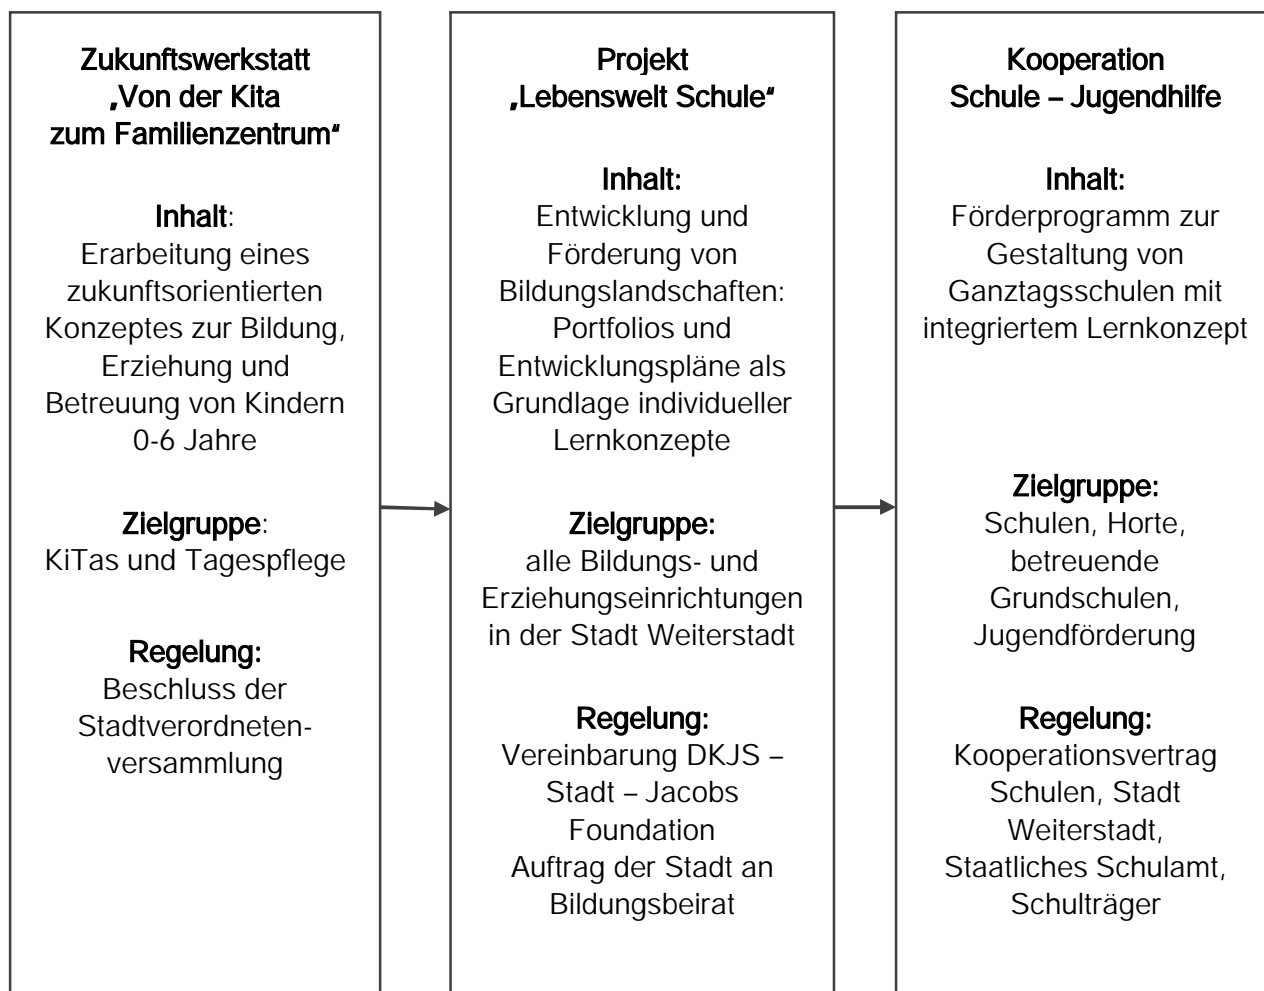 Zukunftswerkstatt
„Von der Kita
zum Familienzentrum“
Inhalt:
Erarbeitung eines
zukunftsorientierten
Konzeptes zur Bildung,
Erziehung und
Betreuung von Kindern
0-6 Jahre
Zielgruppe:
KiTas und Tagespflege
Regelung:
Beschluss der
Stadtverordneten-
versammlung
Projekt
„Lebenswelt Schule“
Inhalt:
Entwicklung und
Förderung von
Bildungslandschaften:
Portfolios und
Entwicklungspläne als
Grundlage individueller
Lernkonzepte
Zielgruppe:
alle Bildungs- und
Erziehungseinrichtungen
in der Stadt Weiterstadt
Regelung:
Vereinbarung DKJS –
Stadt – Jacobs
Foundation
Auftrag der Stadt an
Bildungsbeirat
Kooperation
Schule – Jugendhilfe
Inhalt:
Förderprogramm zur
Gestaltung von
Ganztagsschulen mit
integriertem Lernkonzept
Zielgruppe:
Schulen, Horte,
betreuende
Grundschulen,
Jugendförderung
Regelung:
Kooperationsvertrag
Schulen, Stadt
Weiterstadt,
Staatliches Schulamt,
Schulträger